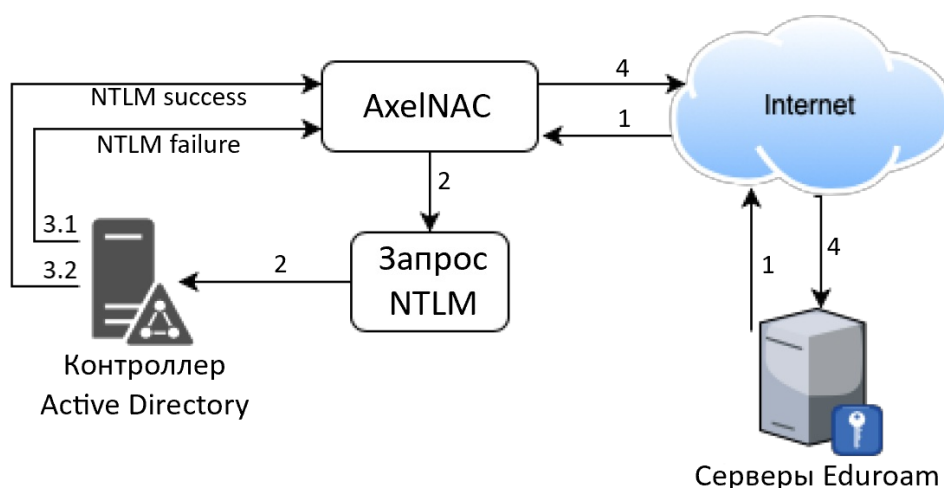 NTLM success
AxelNAC
4
Internet
1
NTLM failure
2
3.1
3.2
2
Запрос
NTLM
1
4
Контроллер
Active Directory
Серверы Eduroam